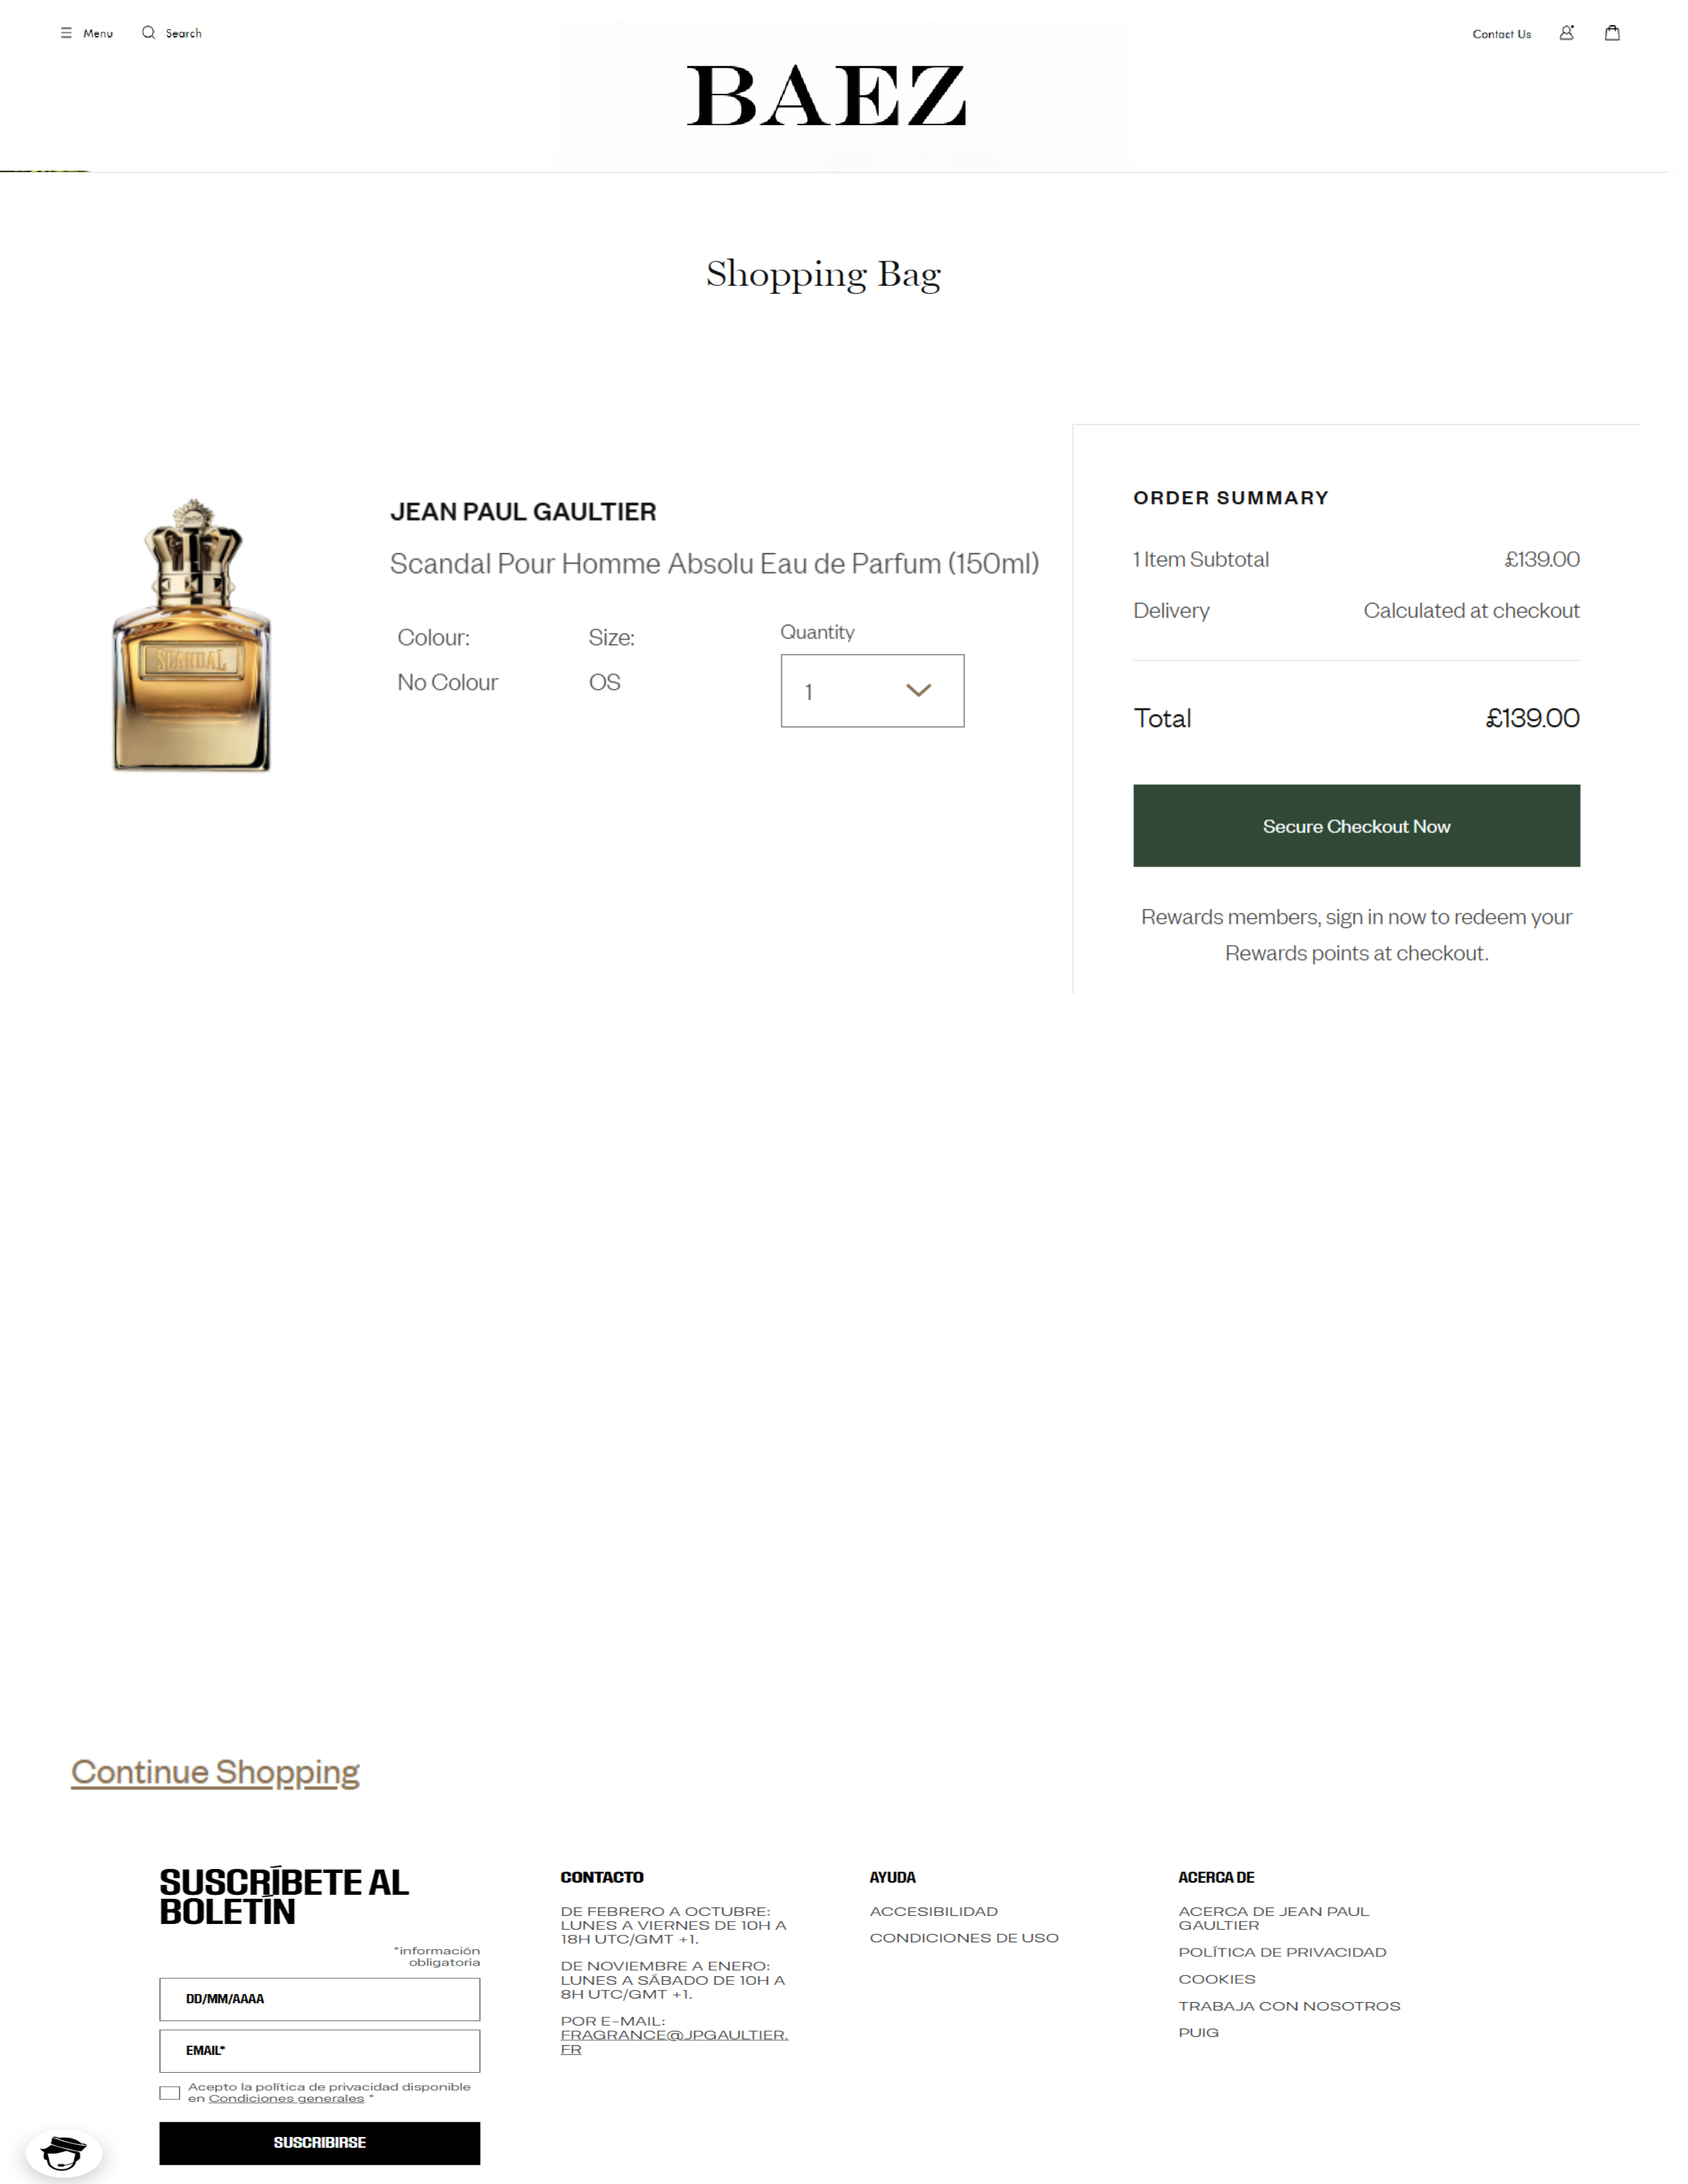 Menu
Search
Contact Us
BAEZ
Shopping Bag
JEAN PAUL GAULTIER
Scandal Pour Homme Absolu Eau de Parfum (150ml)
Colour:
Size:
Quantity
No Colour
OS
1
SCANDAL
ORDER SUMMARY
1 Item Subtotal
£139.00
Delivery
Calculated at checkout
Total
£139.00
Secure Checkout Now
Rewards members, sign in now to redeem your
Rewards points at checkout.
Continue Shopping
SUSCRÍBETE AL
BOLETÍN
*información
obligatoria
DD/MM/AAAA
EMAIL*
Acepto la política de privacidad disponible
en Condiciones generales *
SUSCRIBIRSE
CONTACTO
DE FEBRERO A OCTUBRE:
LUNES A VIERNES DE 10H A
18H UTC/GMT +1.
DE NOVIEMBRE A ENERO:
LUNES A SÁBADO DE 10H A
8H UTC/GMT +1.
POR E-MAIL:
FRAGRANCE@JPGAULTIER.
FR
AYUDA
ACCESIBILIDAD
CONDICIONES DE USO
ACERCA DE
ACERCA DE JEAN PAUL
GAULTIER
POLÍTICA DE PRIVACIDAD
COOKIES
TRABAJA CON NOSOTROS
PUIG